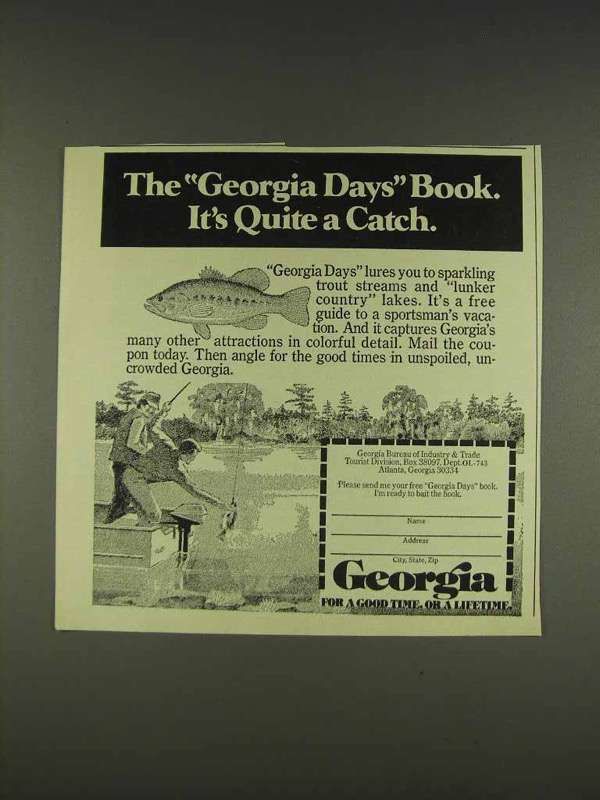 The "Georgia Days" Book.
It's Quite a Catch.
"Georgia Days" lures you to sparkling
trout streams and "lunker
country" lakes. It's a free
guide to a sportsman's vaca-
tion. And it captures Georgia's
many other attractions in colorful detail. Mail the cou-
pon today. Then angle for the good times in unspoiled, un-
crowded Georgia.
Georgia Bureau of Industry & Trade
Tourist Division, Box 38097, Dept. OL-743
Atlanta, Georgia 30334
Please send me your free "Georgia Days" book.
I'm ready to bait the hook.
Name
Address
City, State, Zip
Georgia
FOR A GOOD TIME. OR A LIFETIME.